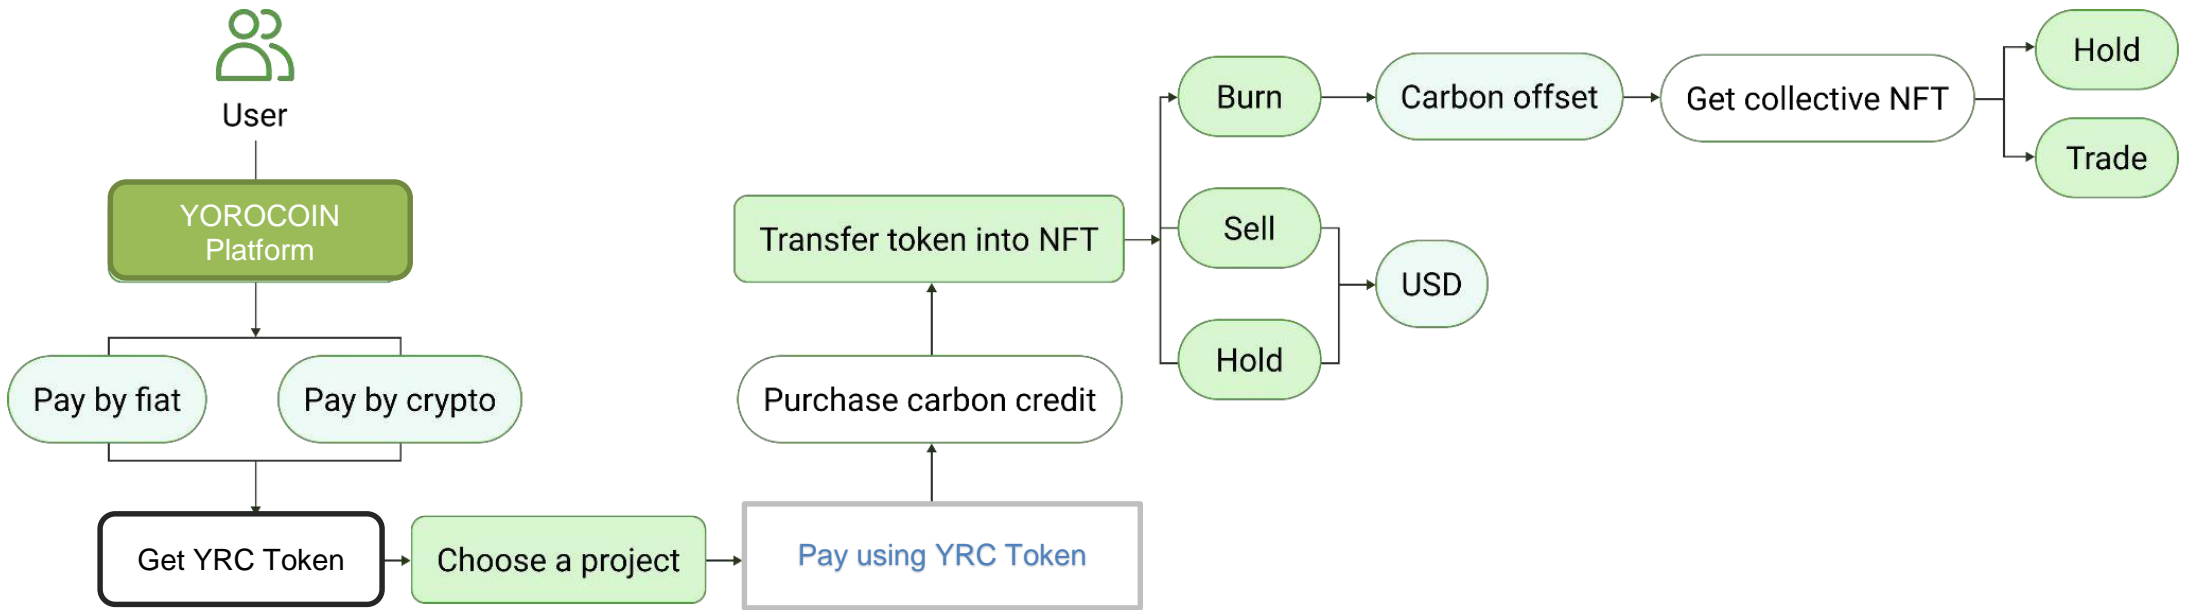 User
YOROCOIN
Platform
Pay by fiat
Pay by crypto
Get YRC Token
Choose a project
Pay using YRC Token
Purchase carbon credit
Transfer token into NFT
Burn
Sell
Hold
Carbon offset
USD
Get collective NFT
Hold
Trade